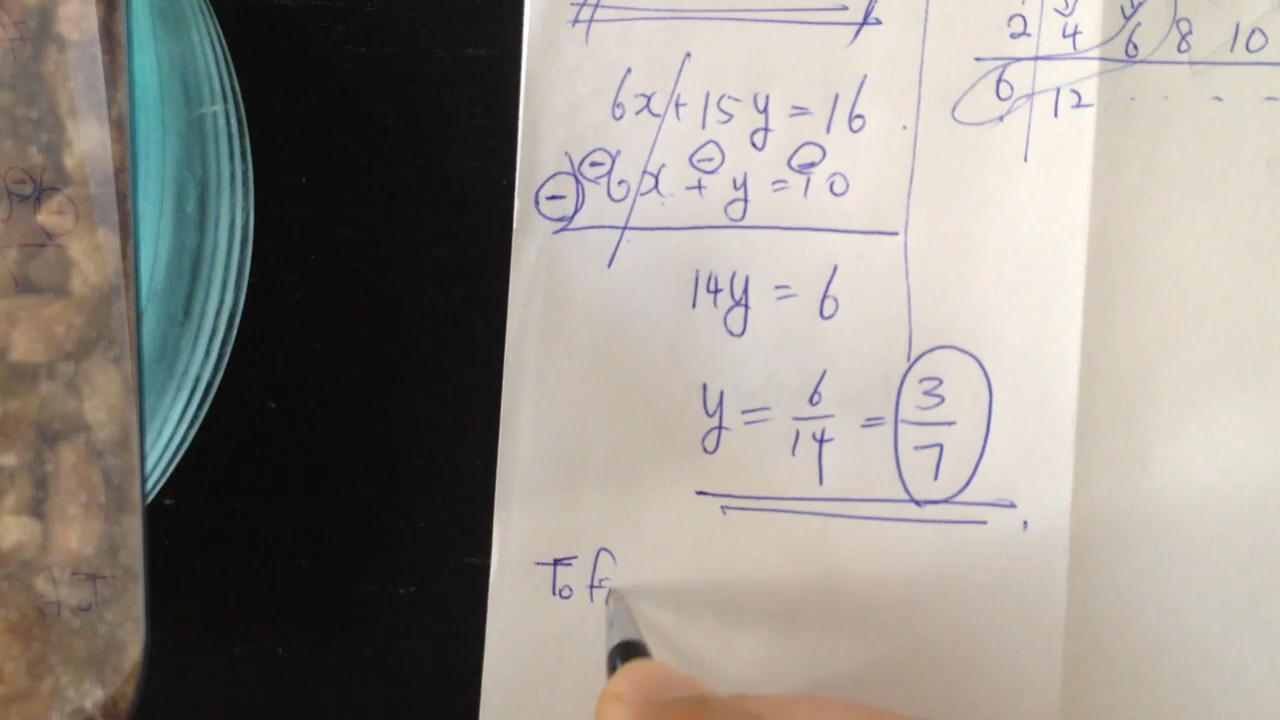 2 4 6 8 10
6 12 . . - -
6x + 15y = 16
6x + y = 10
14y = 6
y = 6/14 = 3/7
To fi